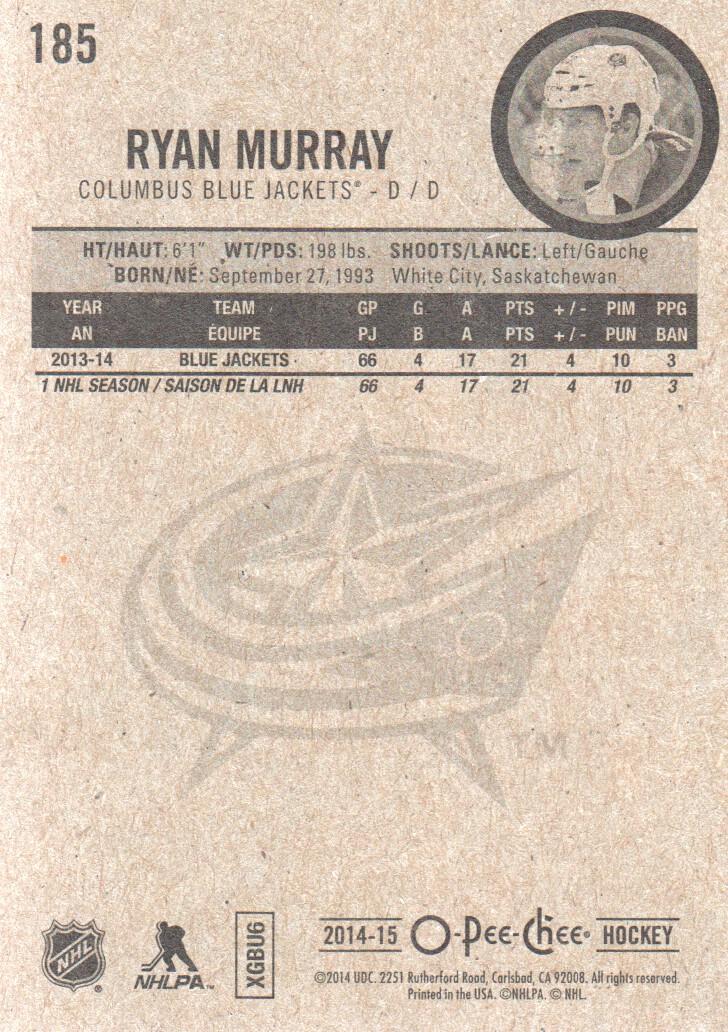 185
RYAN MURRAY
COLUMBUS BLUE JACKETS® - D / D
HT/HAUT: 6'1" WT/PDS: 198 lbs. SHOOTS/LANCE: Left/Gauche
BORN/NÉ: September 27, 1993 White City, Saskatchewan
YEAR TEAM GP G A PTS + / - PIM PPG
AN ÉQUIPE PJ B A PTS + / - PUN BAN
2013-14 BLUE JACKETS 66 4 17 21 4 10 3
1 NHL SEASON / SAISON DE LA LNH 66 4 17 21 4 10 3
TM
NHL ®
NHLPA™
XGBU6
2014-15 O-Pee-Chee® HOCKEY
©2014 UDC. 2251 Rutherford Road, Carlsbad, CA 92008. All rights reserved.
Printed in the USA. ©NHLPA. © NHL.